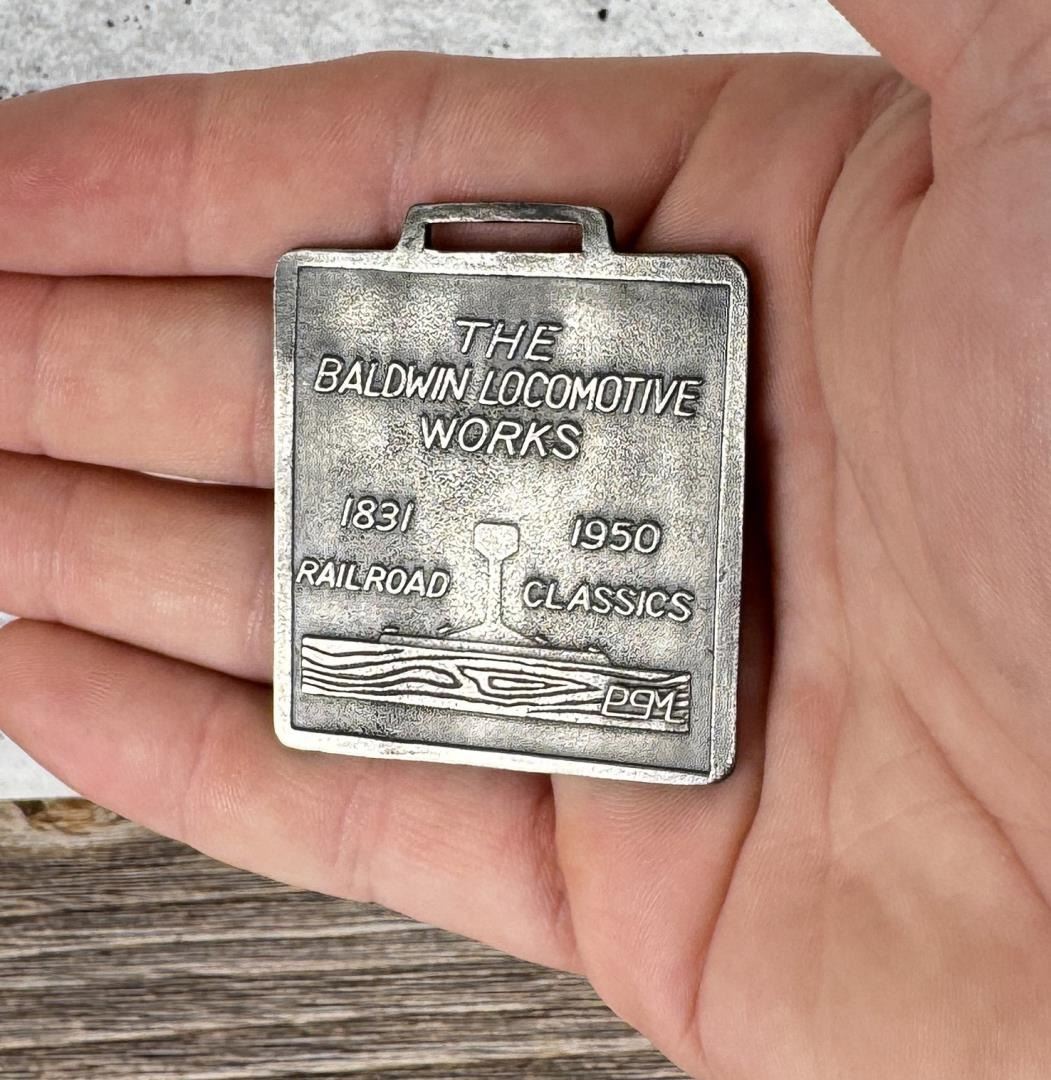 THE
BALDWIN LOCOMOTIVE
WORKS
1831 1950
RAILROAD CLASSICS
PGM